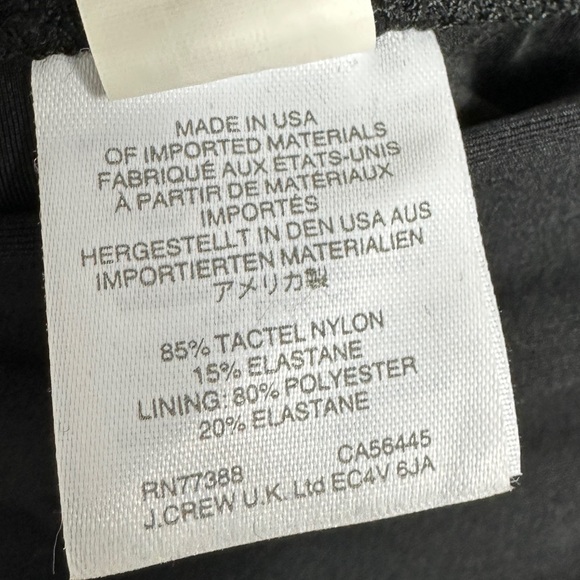 MADE IN USA
OF IMPORTED MATERIALS
FABRIQUÉ AUX ETATS-UNIS
À PARTIR DE MATERIAUX
IMPORTÉS
HERGESTELLT IN DEN USA AUS
IMPORTIERTEN MATERIALIEN
アメリカ製
85% TACTEL NYLON
15% ELASTANE
LINING: 80% POLYESTER
20% ELASTANE
RN77388 CA56445
J.CREW U.K. Ltd EC4V 6JA